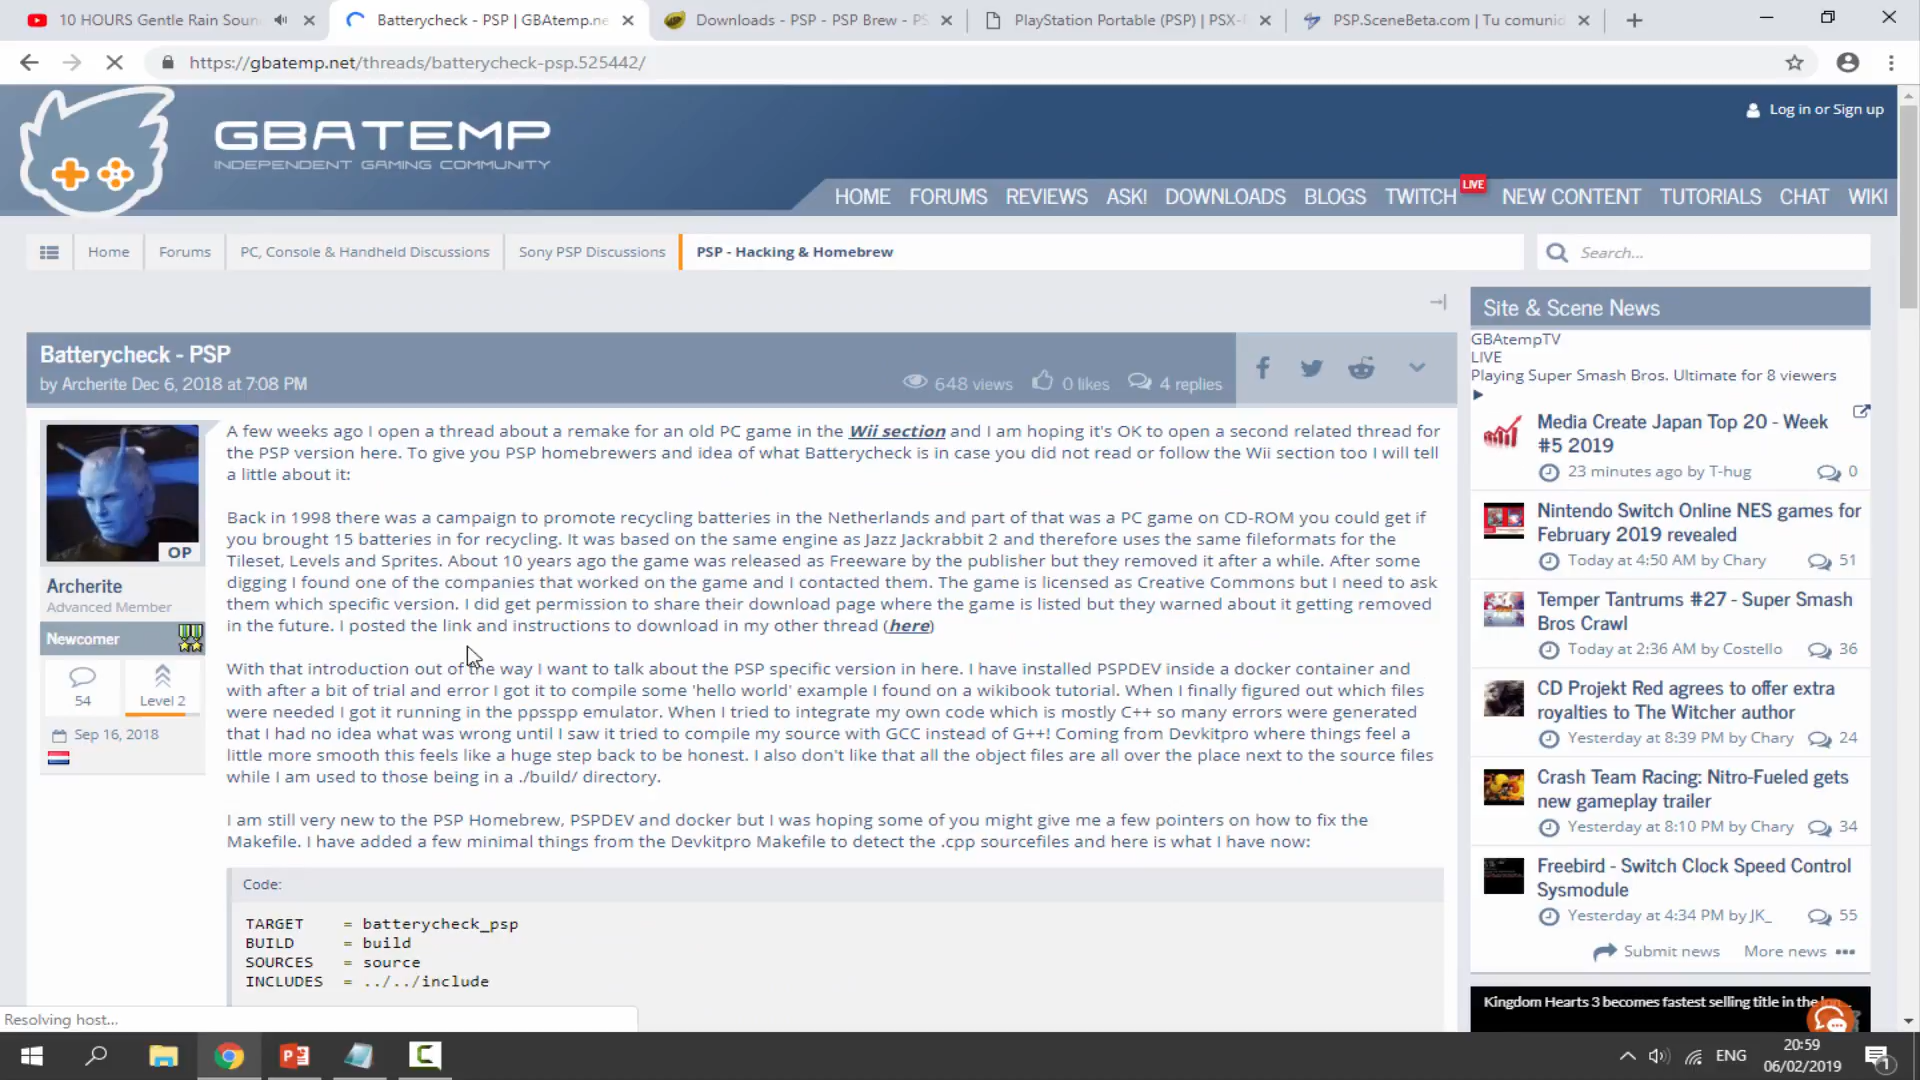 10 HOURS Gentle Rain Soun
Batterycheck - PSP | GBAtemp.ne
Downloads - PSP - PSP Brew - PS
PlayStation Portable (PSP) | PSX-
PSP.SceneBeta.com | Tu comunid
https://gbatemp.net/threads/batterycheck-psp.525442/
GBATEMP
INDEPENDENT GAMING COMMUNITY
Log in or Sign up
HOME FORUMS REVIEWS ASK! DOWNLOADS BLOGS TWITCH LIVE NEW CONTENT TUTORIALS CHAT WIKI
Home Forums PC, Console & Handheld Discussions Sony PSP Discussions PSP - Hacking & Homebrew
Search...
Batterycheck - PSP
by Archerite Dec 6, 2018 at 7:08 PM
648 views 0 likes 4 replies
OP
Archerite
Advanced Member
Newcomer
54
Level 2
Sep 16, 2018
A few weeks ago I open a thread about a remake for an old PC game in the Wii section and I am hoping it's OK to open a second related thread for
the PSP version here. To give you PSP homebrewers and idea of what Batterycheck is in case you did not read or follow the Wii section too I will tell
a little about it:
Back in 1998 there was a campaign to promote recycling batteries in the Netherlands and part of that was a PC game on CD-ROM you could get if
you brought 15 batteries in for recycling. It was based on the same engine as Jazz Jackrabbit 2 and therefore uses the same fileformats for the
Tileset, Levels and Sprites. About 10 years ago the game was released as Freeware by the publisher but they removed it after a while. After some
digging I found one of the companies that worked on the game and I contacted them. The game is licensed as Creative Commons but I need to ask
them which specific version. I did get permission to share their download page where the game is listed but they warned about it getting removed
in the future. I posted the link and instructions to download in my other thread (here)
With that introduction out of the way I want to talk about the PSP specific version in here. I have installed PSPDEV inside a docker container and
with after a bit of trial and error I got it to compile some 'hello world' example I found on a wikibook tutorial. When I finally figured out which files
were needed I got it running in the ppsspp emulator. When I tried to integrate my own code which is mostly C++ so many errors were generated
that I had no idea what was wrong until I saw it tried to compile my source with GCC instead of G++! Coming from Devkitpro where things feel a
little more smooth this feels like a huge step back to be honest. I also don't like that all the object files are all over the place next to the source files
while I am used to those being in a ./build/ directory.
I am still very new to the PSP Homebrew, PSPDEV and docker but I was hoping some of you might give me a few pointers on how to fix the
Makefile. I have added a few minimal things from the Devkitpro Makefile to detect the .cpp sourcefiles and here is what I have now:
Code:
TARGET = batterycheck_psp
BUILD = build
SOURCES = source
INCLUDES = ../../include
Site & Scene News
GBAtempTV
LIVE
Playing Super Smash Bros. Ultimate for 8 viewers
Media Create Japan Top 20 - Week
#5 2019
23 minutes ago by T-hug 0
Nintendo Switch Online NES games for
February 2019 revealed
Today at 4:50 AM by Chary 51
Temper Tantrums #27 - Super Smash
Bros Crawl
Today at 2:36 AM by Costello 36
CD Projekt Red agrees to offer extra
royalties to The Witcher author
Yesterday at 8:39 PM by Chary 24
Crash Team Racing: Nitro-Fueled gets
new gameplay trailer
Yesterday at 8:10 PM by Chary 34
Freebird - Switch Clock Speed Control
Sysmodule
Yesterday at 4:34 PM by JK_ 55
Submit news More news
Kingdom Hearts 3 becomes fastest selling title in the
Resolving host...
ENG
20:59
06/02/2019
1